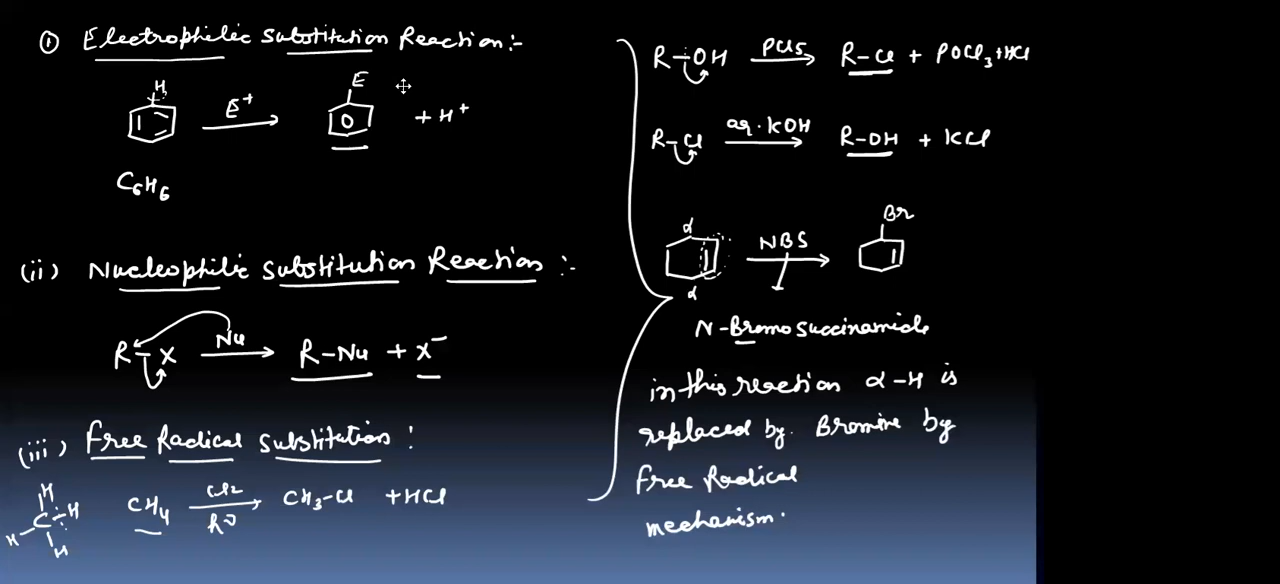 ① Electrophilic Substitution Reaction:-
H
E+
E
+ H+
C6H6
(ii) Nucleophilic Substitution Reaction :-
R-X
Nu
R-Nu + X-
(iii) Free Radical Substitution :
H
C
H
H
H
CH4
Cl2
hν
CH3-Cl +HCl
R-OH
PCl5
R-Cl + POCl3+HCl
R-Cl
aq. KOH
R-OH + KCl
α
α
NBS
Br
N-Bromosuccinamide
in this reaction α-H is
replaced by. Bromine by
free Radical
mechanism.